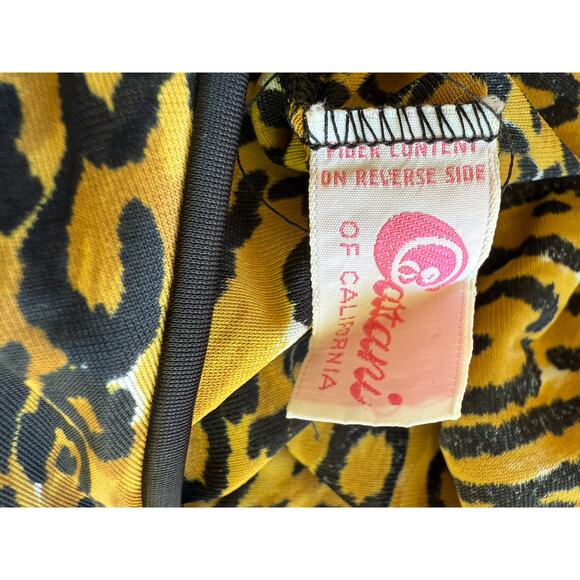 FIBER CONTENT
ON REVERSE SIDE
Cattani
OF CALIFORNIA